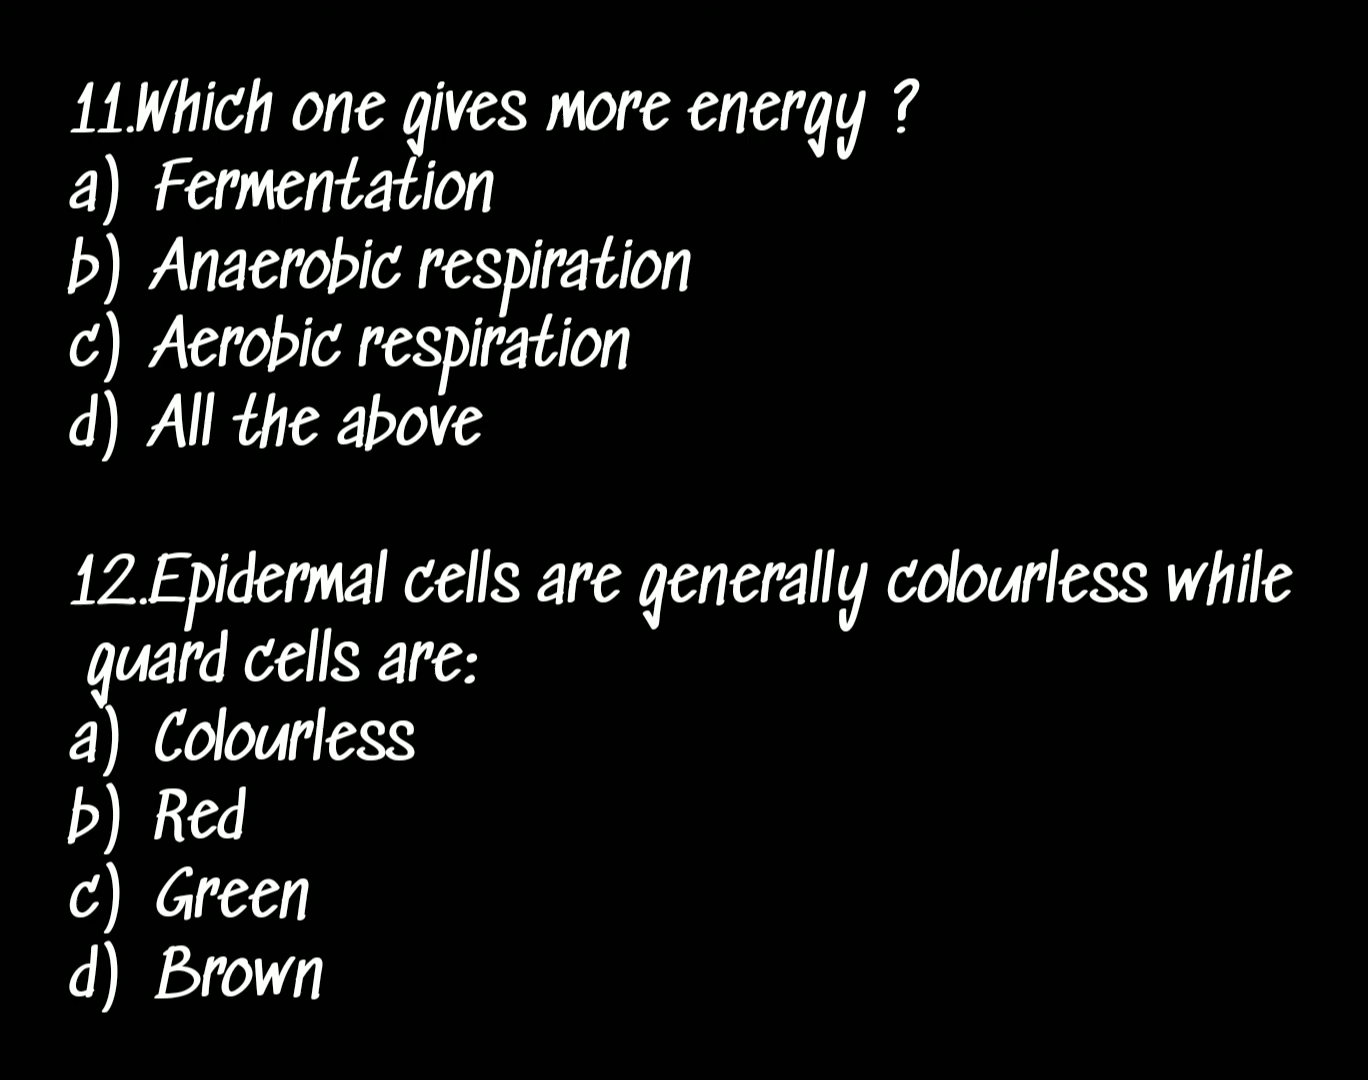 11.Which one gives more energy ?
a) Fermentation
b) Anaerobic respiration
c) Aerobic respiration
d) All the above
12.Epidermal cells are generally colourless while
guard cells are:
a) Colourless
b) Red
c) Green
d) Brown